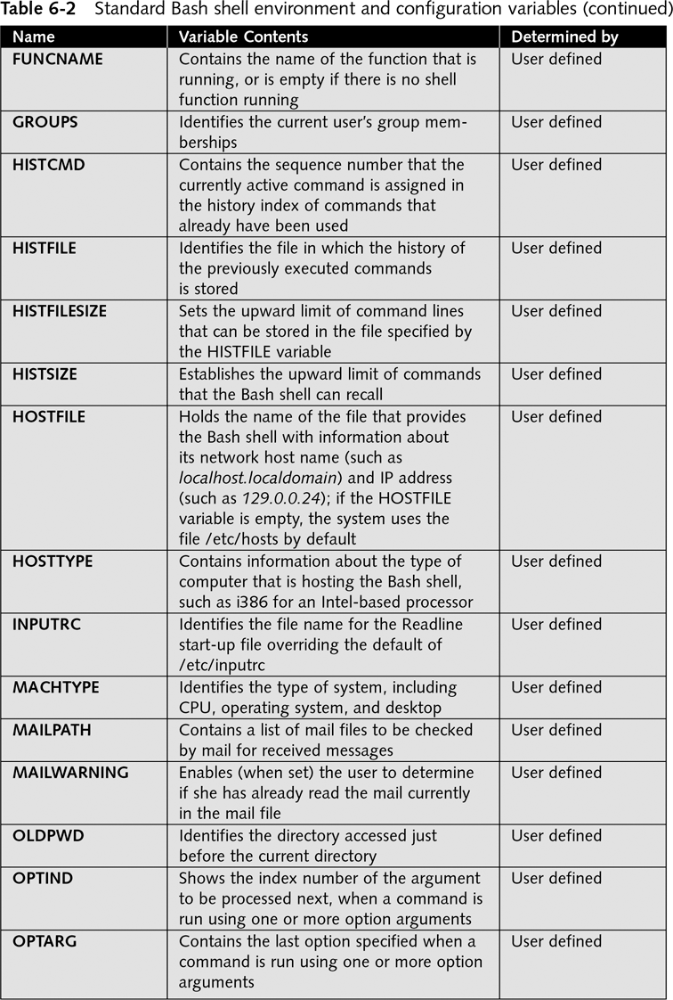 Table 6-2 Standard Bash shell environment and configuration variables (continued)
Name Variable Contents Determined by
FUNCNAME Contains the name of the function that is User defined
running, or is empty if there is no shell
function running
GROUPS Identifies the current user's group mem- User defined
berships
HISTCMD Contains the sequence number that the User defined
currently active command is assigned in
the history index of commands that
already have been used
HISTFILE Identifies the file in which the history of User defined
the previously executed commands
is stored
HISTFILESIZE Sets the upward limit of command lines User defined
that can be stored in the file specified by
the HISTFILE variable
HISTSIZE Establishes the upward limit of commands User defined
that the Bash shell can recall
HOSTFILE Holds the name of the file that provides User defined
the Bash shell with information about
its network host name (such as
localhost.localdomain) and IP address
(such as 129.0.0.24); if the HOSTFILE
variable is empty, the system uses the
file /etc/hosts by default
HOSTTYPE Contains information about the type of User defined
computer that is hosting the Bash shell,
such as i386 for an Intel-based processor
INPUTRC Identifies the file name for the Readline User defined
start-up file overriding the default of
/etc/inputrc
MACHTYPE Identifies the type of system, including User defined
CPU, operating system, and desktop
MAILPATH Contains a list of mail files to be checked User defined
by mail for received messages
MAILWARNING Enables (when set) the user to determine User defined
if she has already read the mail currently
in the mail file
OLDPWD Identifies the directory accessed just User defined
before the current directory
OPTIND Shows the index number of the argument User defined
to be processed next, when a command is
run using one or more option arguments
OPTARG Contains the last option specified when a User defined
command is run using one or more option
arguments